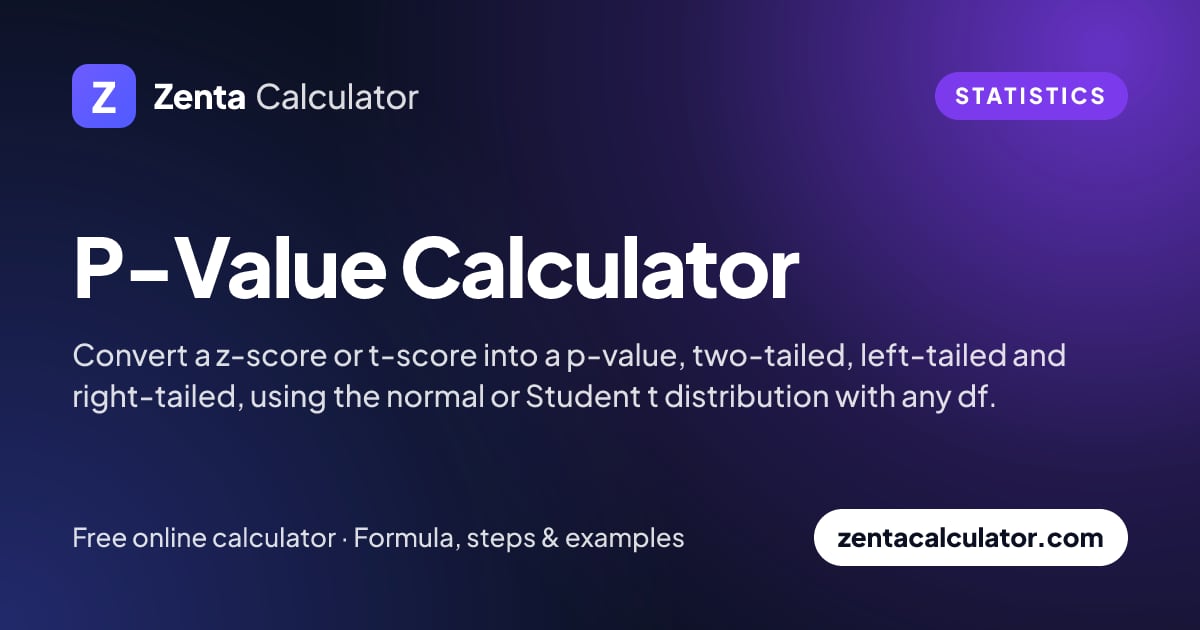 Z
Zenta Calculator
STATISTICS
P-Value Calculator
Convert a z-score or t-score into a p-value, two-tailed, left-tailed and
right-tailed, using the normal or Student t distribution with any df.
Free online calculator · Formula, steps & examples
zentacalculator.com